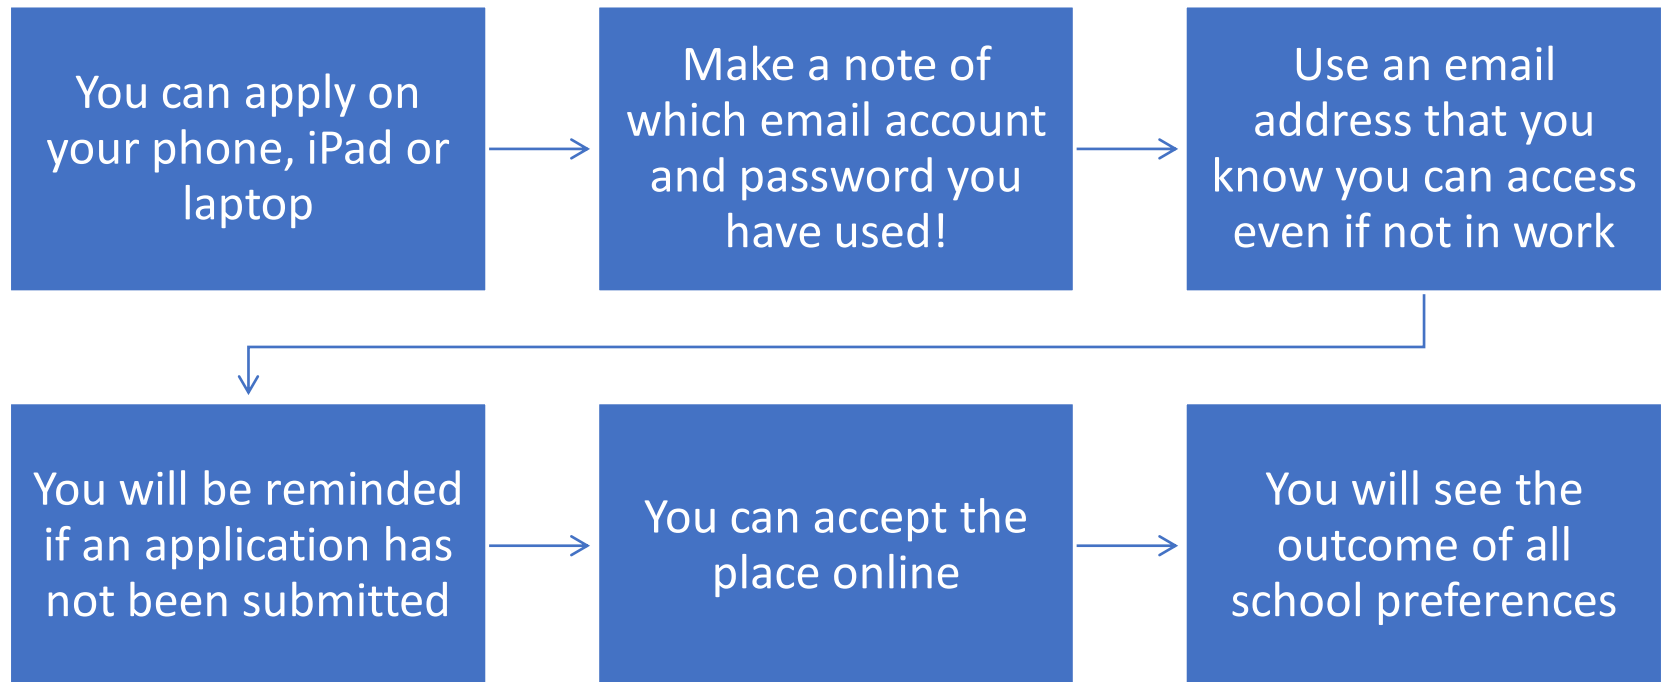 You can apply on
your phone, iPad or
laptop
Make a note of
which email account
and password you
have used!
Use an email
address that you
know you can access
even if not in work
You will be reminded
if an application has
not been submitted
You can accept the
place online
You will see the
outcome of all
school preferences